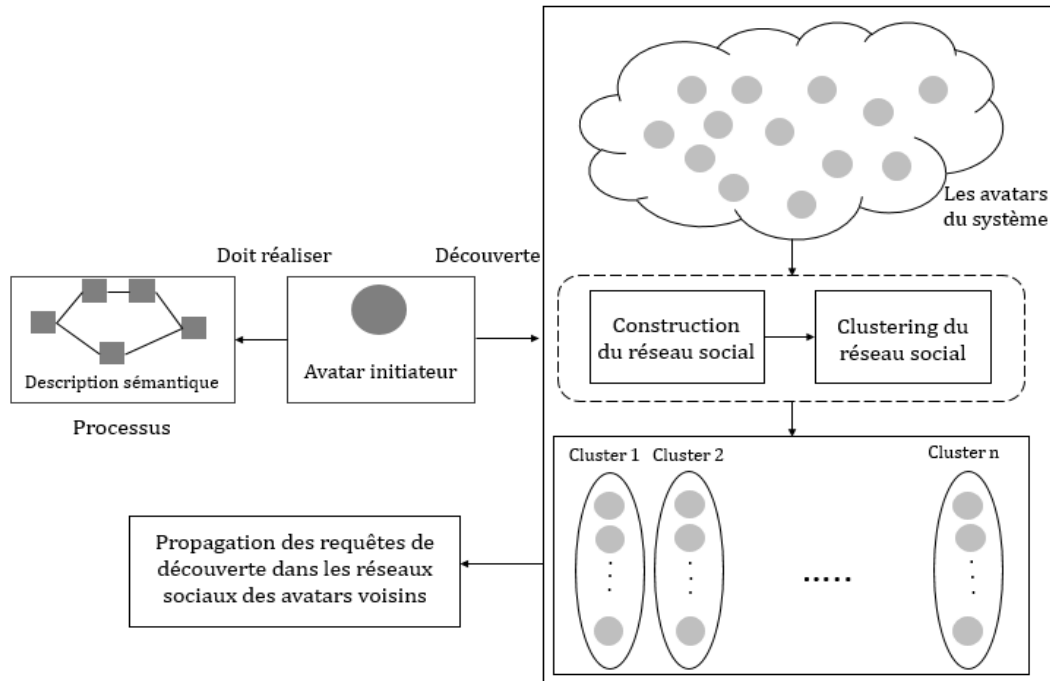 Les avatars
du système
Doit réaliser
Découverte
Description sémantique
Processus
Avatar initiateur
Construction
du réseau social
Clustering du
réseau social
Cluster 1
Cluster 2
Cluster n
Propagation des requêtes de
découverte dans les réseaux
sociaux des avatars voisins